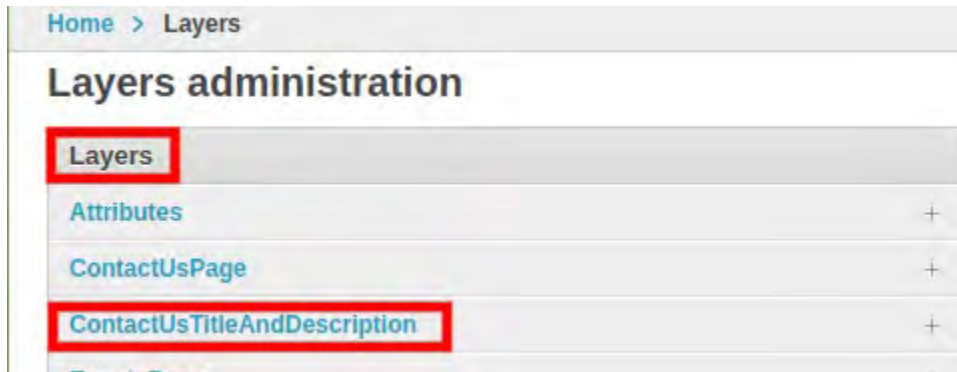 Home > Layers
Layers administration
Layers
Attributes +
ContactUsPage +
ContactUsTitleAndDescription +